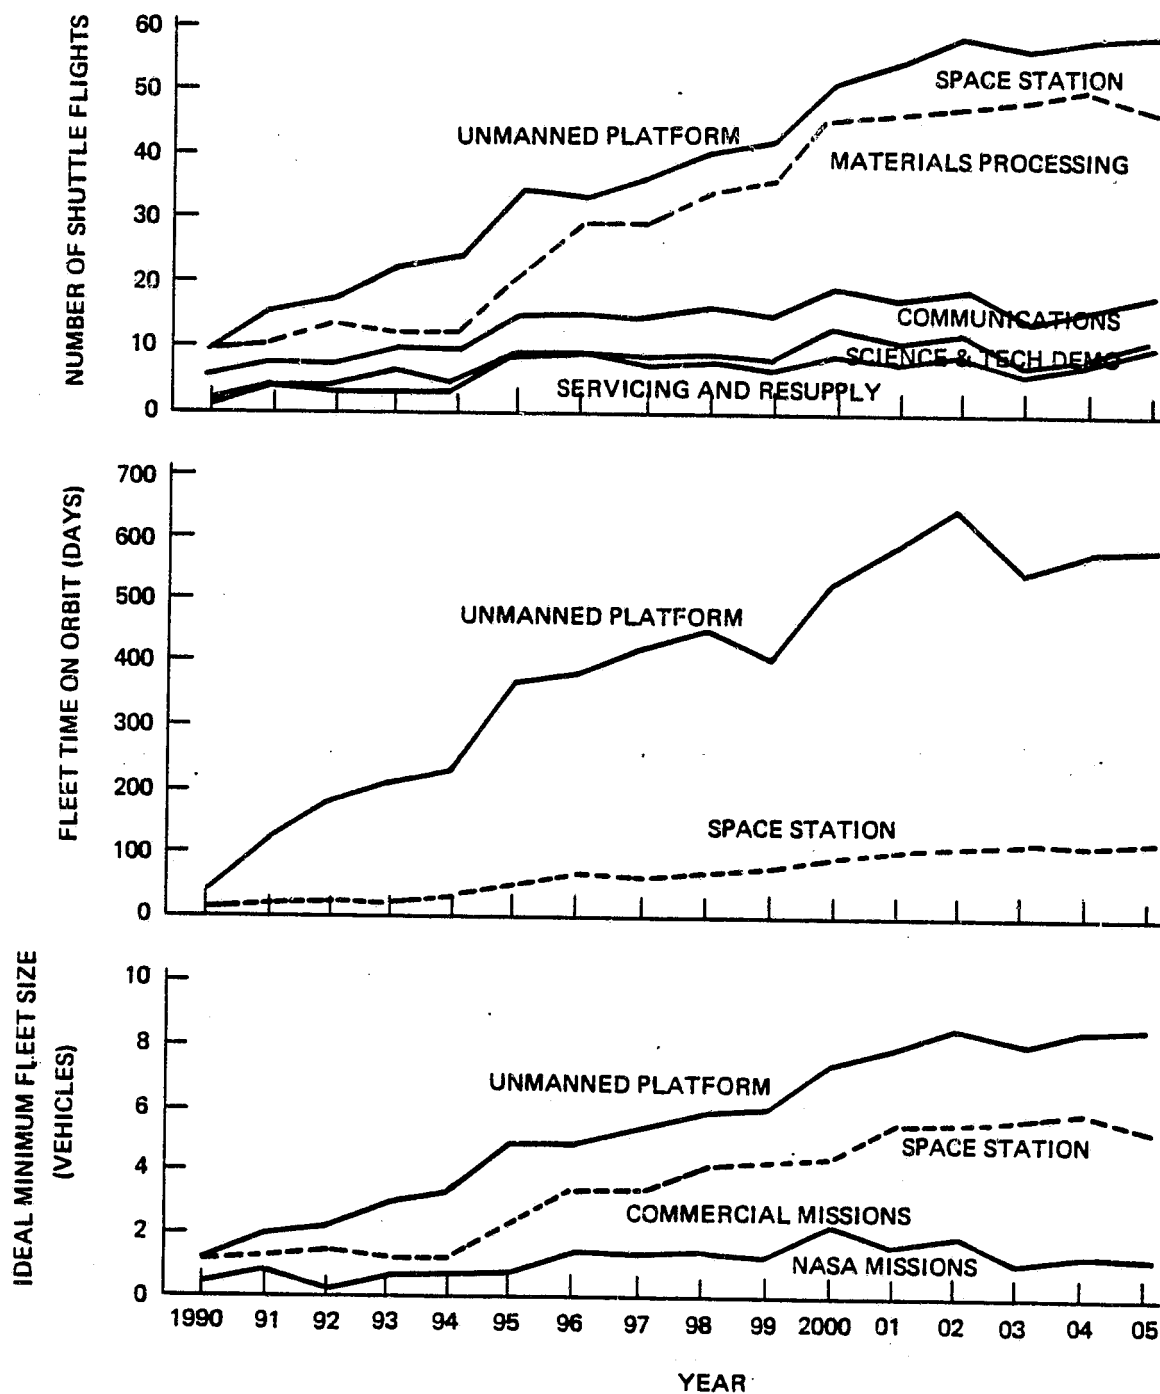 NUMBER OF SHUTTLE FLIGHTS
60
50
40
30
20
10
0
SPACE STATION
UNMANNED PLATFORM
MATERIALS PROCESSING
COMMUNICATIONS
SCIENCE & TECH DEMO
SERVICING AND RESUPPLY
FLEET TIME ON ORBIT (DAYS)
700
600
500
400
300
200
100
0
UNMANNED PLATFORM
SPACE STATION
IDEAL MINIMUM FLEET SIZE
(VEHICLES)
10
8
6
4
2
0
UNMANNED PLATFORM
SPACE STATION
COMMERCIAL MISSIONS
NASA MISSIONS
1990 91 92 93 94 95 96 97 98 99 2000 01 02 03 04 05
YEAR